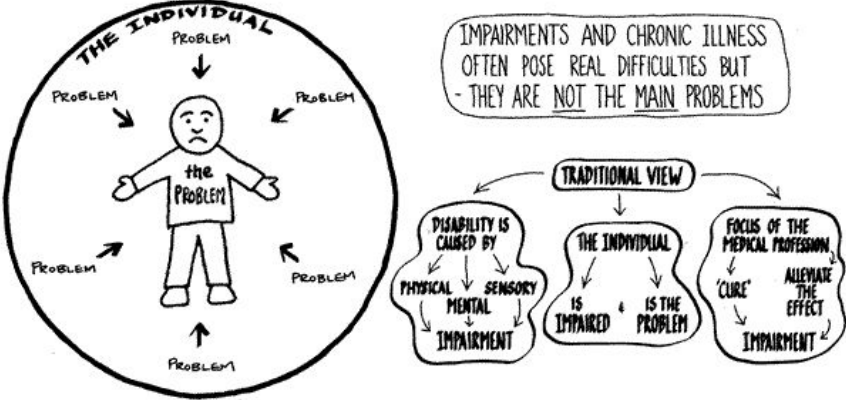 THE INDIVIDUAL
PROBLEM
PROBLEM
PROBLEM
the
PROBLEM
PROBLEM
PROBLEM
PROBLEM
IMPAIRMENTS AND CHRONIC ILLNESS
OFTEN POSE REAL DIFFICULTIES BUT
- THEY ARE NOT THE MAIN PROBLEMS
TRADITIONAL VIEW
DISABILITY IS
CAUSED BY
PHYSICAL SENSORY
MENTAL
IMPAIRMENT
THE INDIVIDUAL
IS
IMPAIRED
&
IS THE
PROBLEM
FOCUS OF THE
MEDICAL PROFESSION
'CURE'
ALLEVIATE
THE
EFFECT
IMPAIRMENT